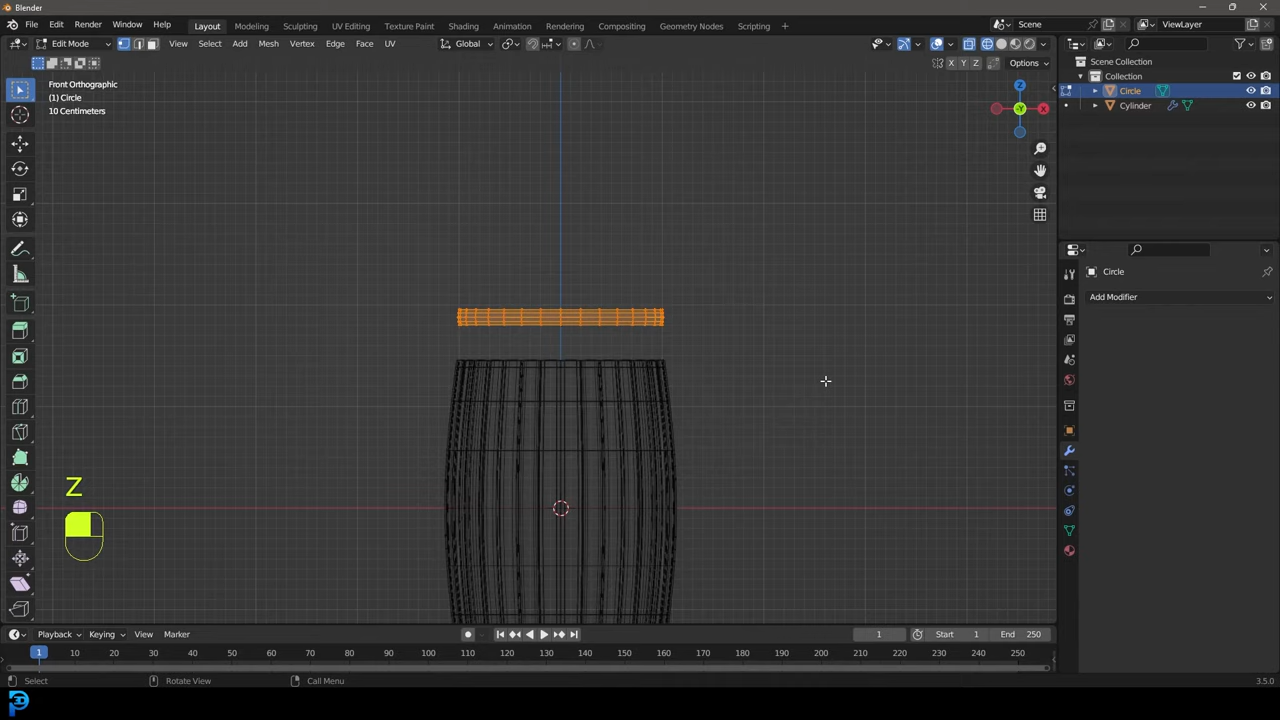 Blender
File Edit Render Window Help Layout Modeling Sculpting UV Editing Texture Paint Shading Animation Rendering Compositing Geometry Nodes Scripting + Scene ViewLayer
Edit Mode View Select Add Mesh Vertex Edge Face UV Global
X Y Z Options
Front Orthographic
(1) Circle
10 Centimeters
Z
X
-Y
Scene Collection
Collection
Circle
Cylinder
Circle
Add Modifier
Z
Playback Keying View Marker 1 Start 1 End 250
1 10 20 30 40 50 60 70 80 90 100 110 120 130 140 150 160 170 180 190 200 210 220 230 240 250
Select Rotate View Call Menu 3.5.0